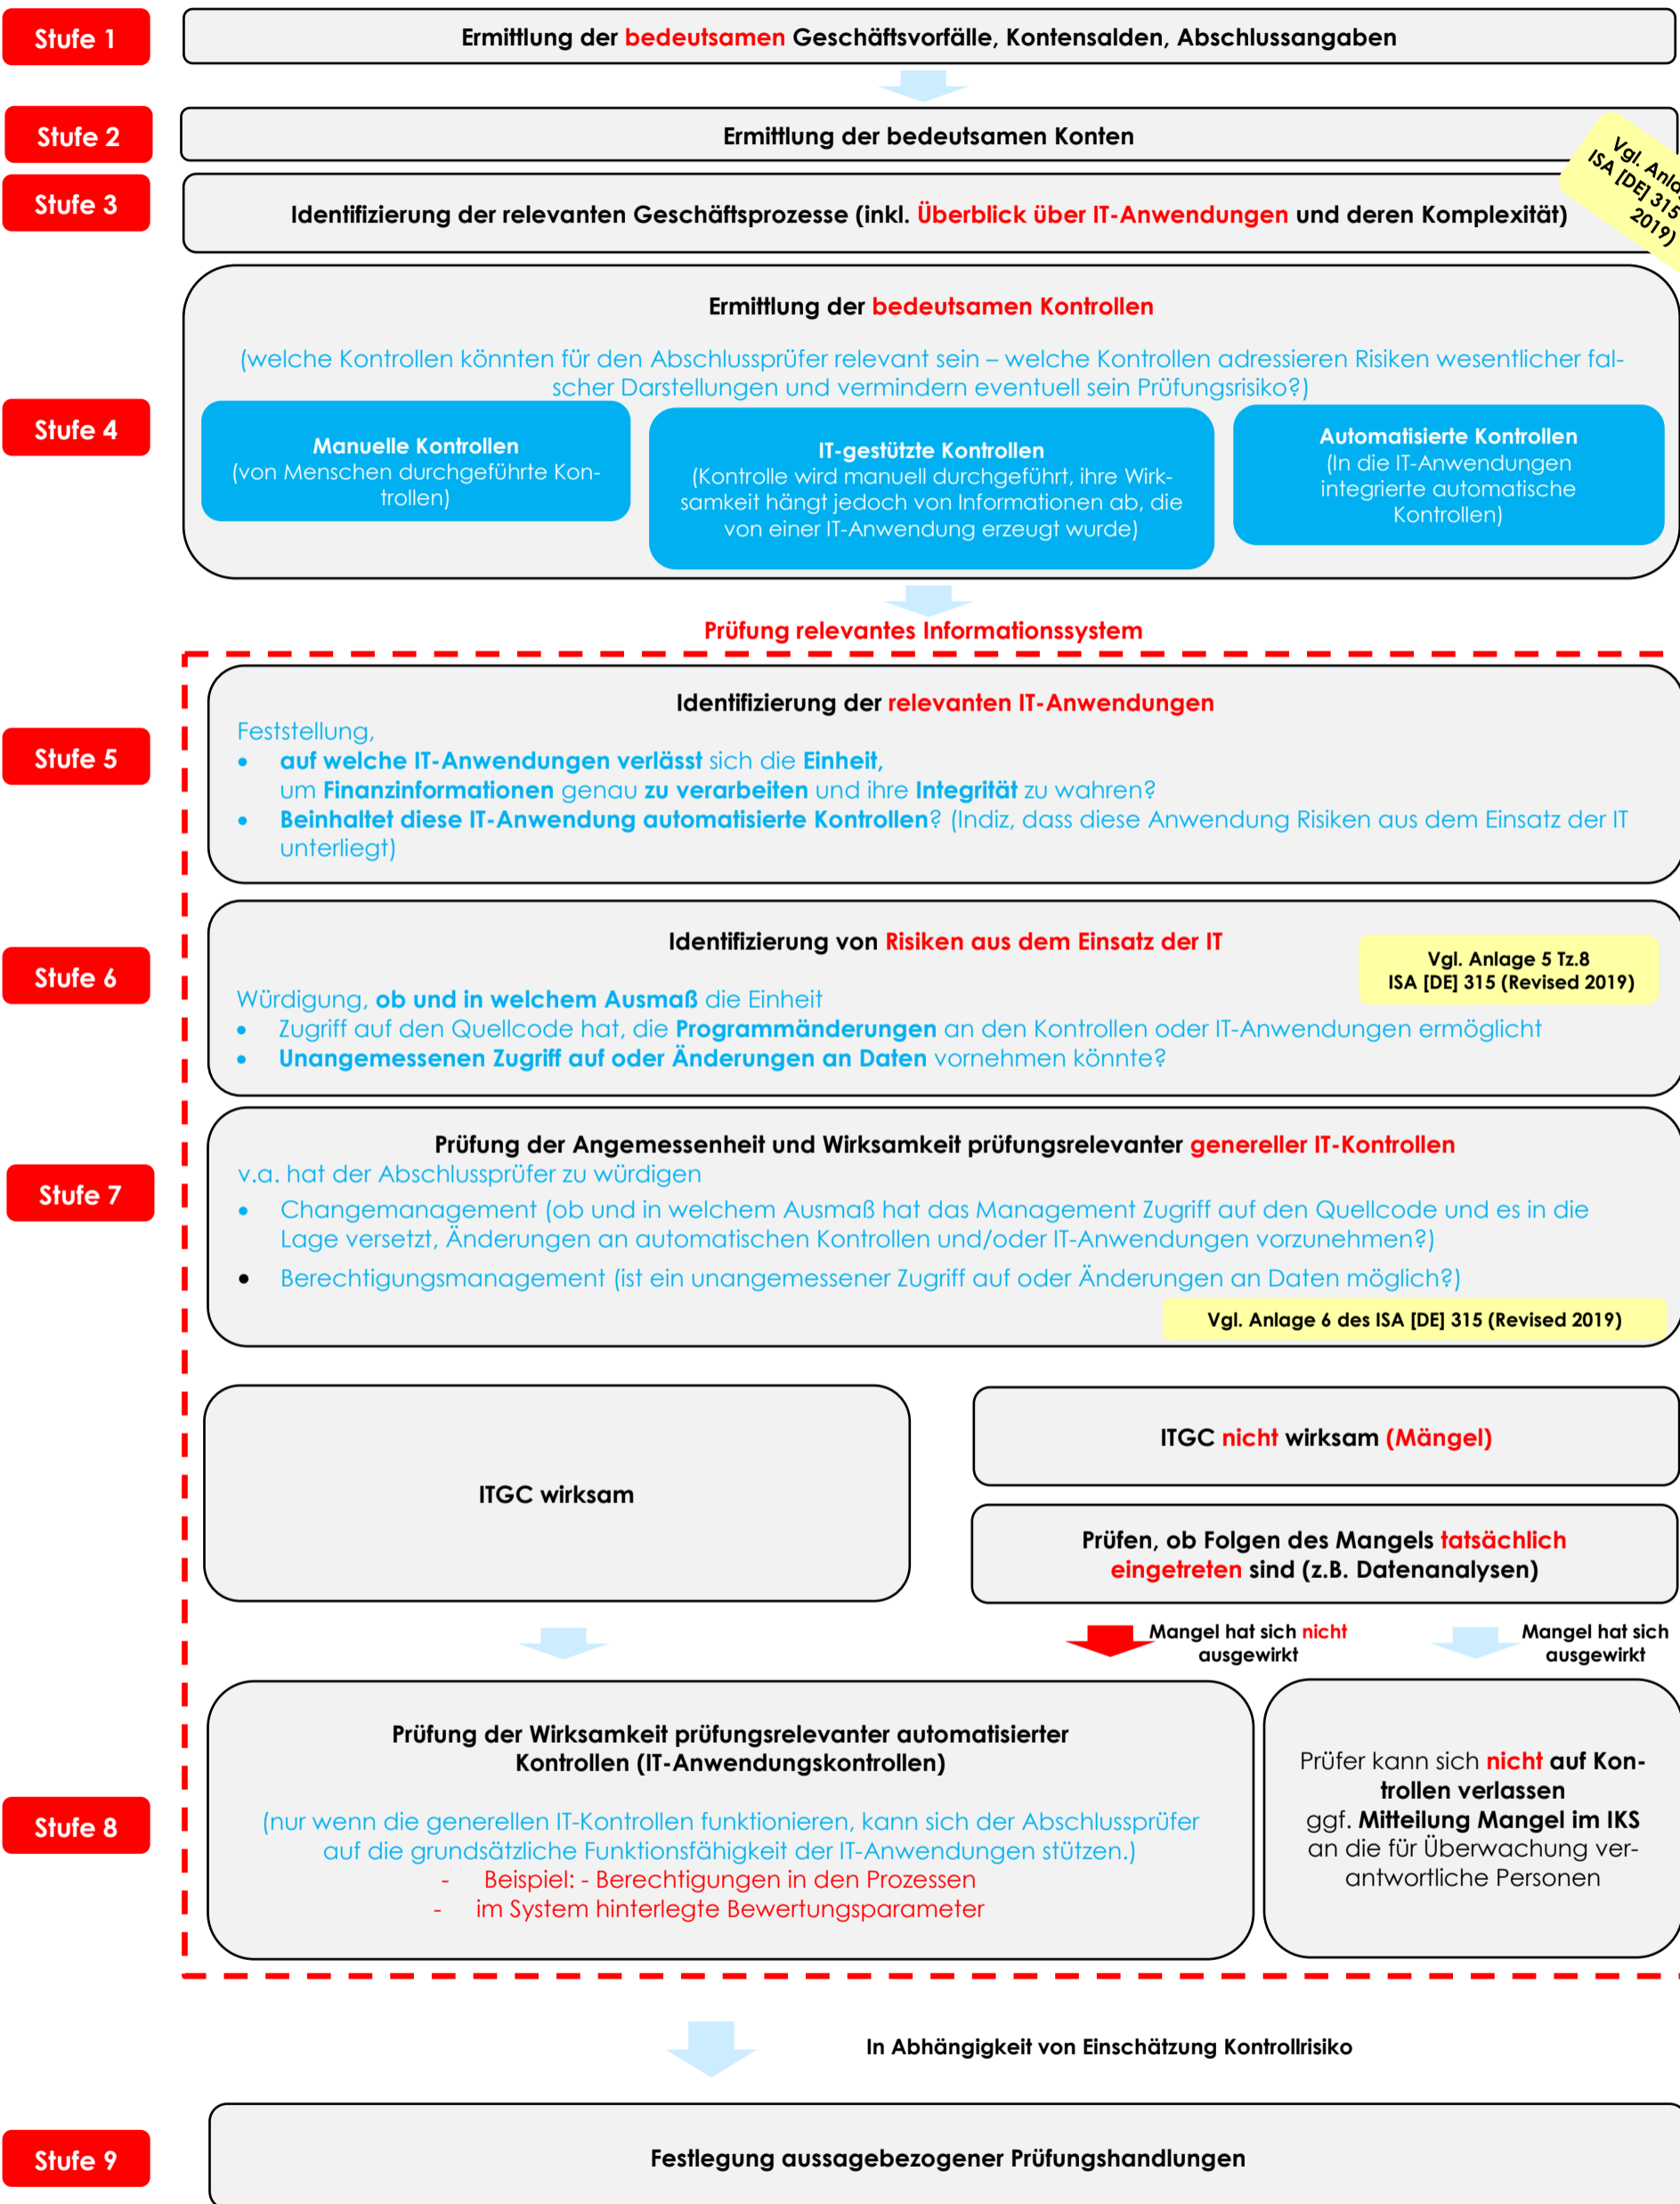 Stufe 1
Ermittlung der bedeutsamen Geschäftsvorfälle, Kontensalden, Abschlussangaben
Stufe 2
Ermittlung der bedeutsamen Konten
Vgl.
ISA [DE] 315
2019)
Stufe 3
Identifizierung der relevanten Geschäftsprozesse (inkl. Überblick über IT-Anwendungen und deren Komplexität)
Stufe 4
Ermittlung der bedeutsamen Kontrollen
(welche Kontrollen könnten für den Abschlussprüfer relevant sein – welche Kontrollen adressieren Risiken wesentlicher fal-
scher Darstellungen und vermindern eventuell sein Prüfungsrisiko?)
Manuelle Kontrollen
(von Menschen durchgeführte Kon-
trollen)
IT-gestützte Kontrollen
(Kontrolle wird manuell durchgeführt, ihre Wirk-
samkeit hängt jedoch von Informationen ab, die
von einer IT-Anwendung erzeugt wurde)
Automatisierte Kontrollen
(In die IT-Anwendungen
integrierte automatische
Kontrollen)
Prüfung relevantes Informationssystem
Stufe 5
Identifizierung der relevanten IT-Anwendungen
Feststellung,
• auf welche IT-Anwendungen verlässt sich die Einheit,
um Finanzinformationen genau zu verarbeiten und ihre Integrität zu wahren?
• Beinhaltet diese IT-Anwendung automatisierte Kontrollen? (Indiz, dass diese Anwendung Risiken aus dem Einsatz der IT
unterliegt)
Stufe 6
Identifizierung von Risiken aus dem Einsatz der IT
Vgl. Anlage 5 Tz.8
ISA [DE] 315 (Revised 2019)
Würdigung, ob und in welchem Ausmaß die Einheit
• Zugriff auf den Quellcode hat, die Programmänderungen an den Kontrollen oder IT-Anwendungen ermöglicht
• Unangemessenen Zugriff auf oder Änderungen an Daten vornehmen könnte?
Stufe 7
Prüfung der Angemessenheit und Wirksamkeit prüfungsrelevanter genereller IT-Kontrollen
v.a. hat der Abschlussprüfer zu würdigen
• Changemanagement (ob und in welchem Ausmaß hat das Management Zugriff auf den Quellcode und es in die
Lage versetzt, Änderungen an automatischen Kontrollen und/oder IT-Anwendungen vorzunehmen?)
• Berechtigungsmanagement (ist ein unangemessener Zugriff auf oder Änderungen an Daten möglich?)
Vgl. Anlage 6 des ISA [DE] 315 (Revised 2019)
ITGC wirksam
ITGC nicht wirksam (Mängel)
Prüfen, ob Folgen des Mangels tatsächlich
eingetreten sind (z.B. Datenanalysen)
Mangel hat sich nicht
ausgewirkt
Mangel hat sich
ausgewirkt
Stufe 8
Prüfung der Wirksamkeit prüfungsrelevanter automatisierter
Kontrollen (IT-Anwendungskontrollen)
(nur wenn die generellen IT-Kontrollen funktionieren, kann sich der Abschlussprüfer
auf die grundsätzliche Funktionsfähigkeit der IT-Anwendungen stützen.)
- Beispiel: - Berechtigungen in den Prozessen
- im System hinterlegte Bewertungsparameter
Prüfer kann sich nicht auf Kon-
trollen verlassen
ggf. Mitteilung Mangel im IKS
an die für Überwachung ver-
antwortliche Personen
In Abhängigkeit von Einschätzung Kontrollrisiko
Stufe 9
Festlegung aussagebezogener Prüfungshandlungen